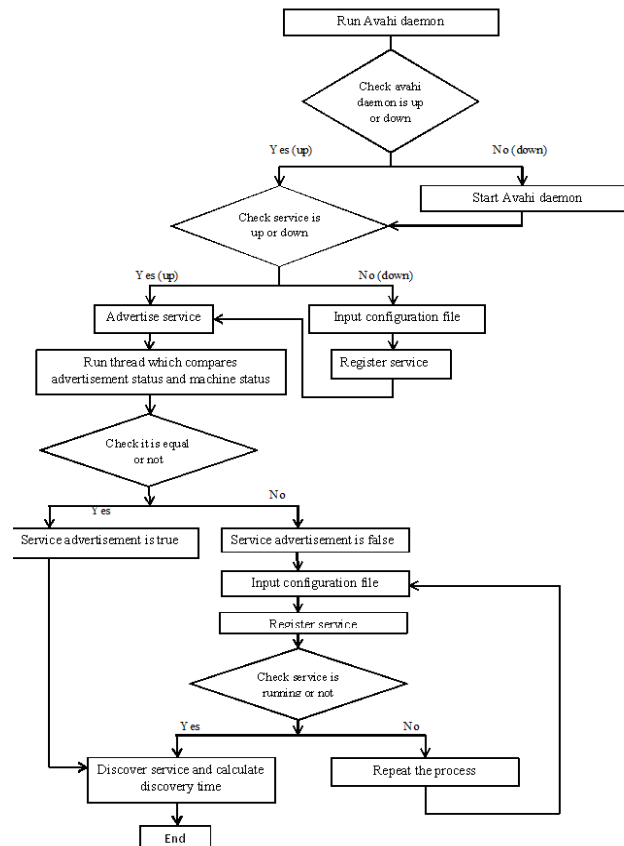 Run Avahi daemon
Check avahi
daemon is up
or down
Yes (up)
No (down)
Start Avahi daemon
Check service is
up or down
Yes (up)
No (down)
Advertise service
Input configuration file
Run thread which compares
advertisement status and machine status
Register service
Check it is equal
or not
Yes
No
Service advertisement is true
Service advertisement is false
Input configuration file
Register service
Check service is
running or not
Yes
No
Discover service and calculate
discovery time
Repeat the process
End